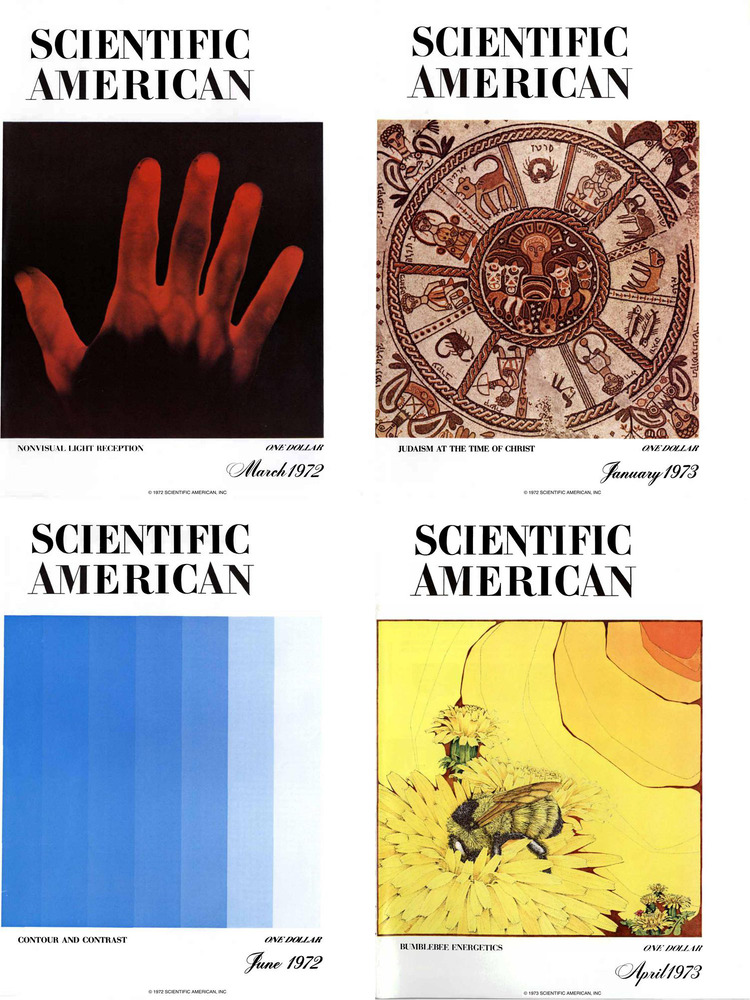 SCIENTIFIC
AMERICAN
NONVISUAL LIGHT RECEPTION
ONE DOLLAR
March 1972
© 1972 SCIENTIFIC AMERICAN, INC
SCIENTIFIC
AMERICAN
סרטן
JUDAISM AT THE TIME OF CHRIST
ONE DOLLAR
January 1973
© 1972 SCIENTIFIC AMERICAN, INC
SCIENTIFIC
AMERICAN
CONTOUR AND CONTRAST
ONE DOLLAR
June 1972
© 1972 SCIENTIFIC AMERICAN, INC
SCIENTIFIC
AMERICAN
BUMBLEBEE ENERGETICS
ONE DOLLAR
April 1973
© 1973 SCIENTIFIC AMERICAN, INC